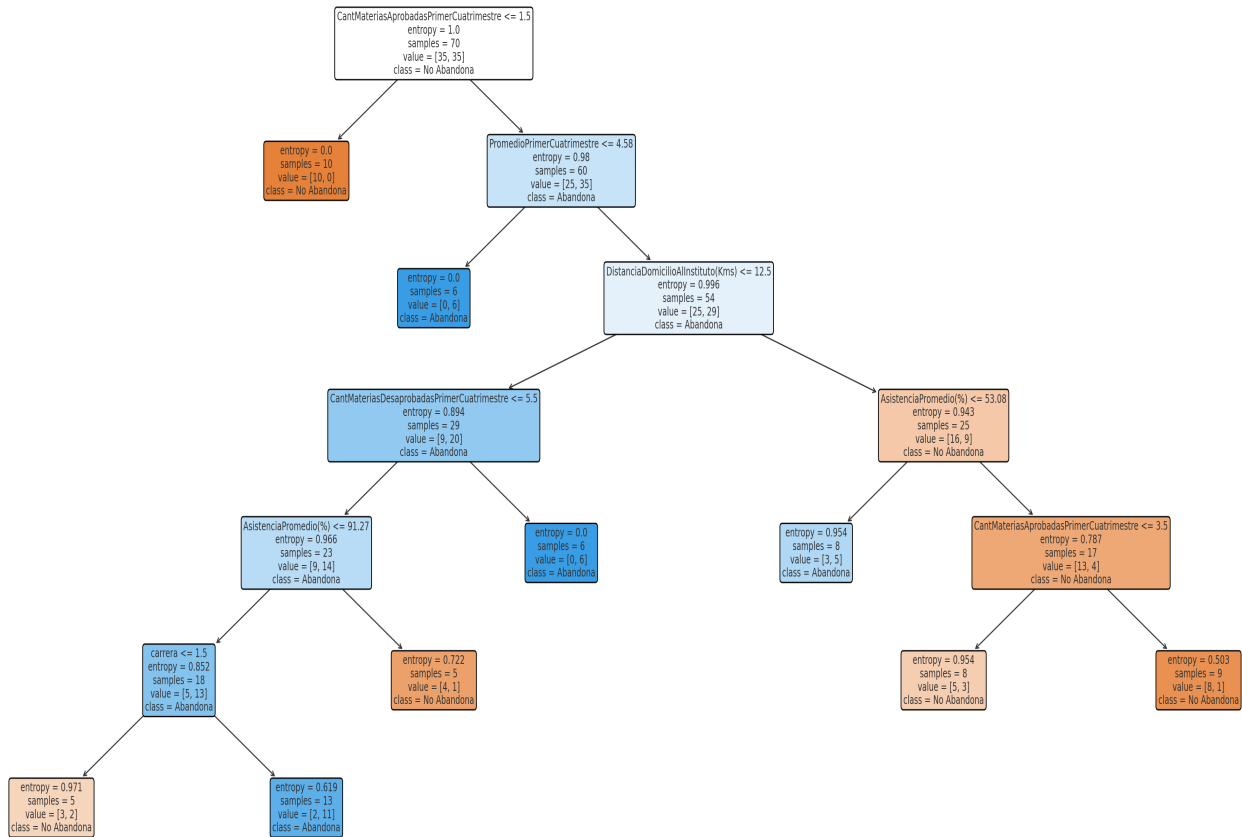 CantMateriasAprobadasPrimerCuatrimestre <= 1.5
entropy = 1.0
samples = 70
value = [35, 35]
class = No Abandona
entropy = 0.0
samples = 10
value = [10, 0]
class = No Abandona
PromedioPrimerCuatrimestre <= 4.58
entropy = 0.98
samples = 60
value = [25, 35]
class = Abandona
entropy = 0.0
samples = 6
value = [0, 6]
class = Abandona
DistanciaDomicilioAlInstituto(Kms) <= 12.5
entropy = 0.996
samples = 54
value = [25, 29]
class = Abandona
CantMateriasDesaprobadasPrimerCuatrimestre <= 5.5
entropy = 0.894
samples = 29
value = [9, 20]
class = Abandona
AsistenciaPromedio(%) <= 53.08
entropy = 0.943
samples = 25
value = [16, 9]
class = No Abandona
AsistenciaPromedio(%) <= 91.27
entropy = 0.966
samples = 23
value = [9, 14]
class = Abandona
entropy = 0.0
samples = 6
value = [0, 6]
class = Abandona
entropy = 0.954
samples = 8
value = [3, 5]
class = Abandona
CantMateriasAprobadasPrimerCuatrimestre <= 3.5
entropy = 0.787
samples = 17
value = [13, 4]
class = No Abandona
carrera <= 1.5
entropy = 0.852
samples = 18
value = [5, 13]
class = Abandona
entropy = 0.722
samples = 5
value = [4, 1]
class = No Abandona
entropy = 0.954
samples = 8
value = [5, 3]
class = No Abandona
entropy = 0.503
samples = 9
value = [8, 1]
class = No Abandona
entropy = 0.971
samples = 5
value = [3, 2]
class = No Abandona
entropy = 0.619
samples = 13
value = [2, 11]
class = Abandona